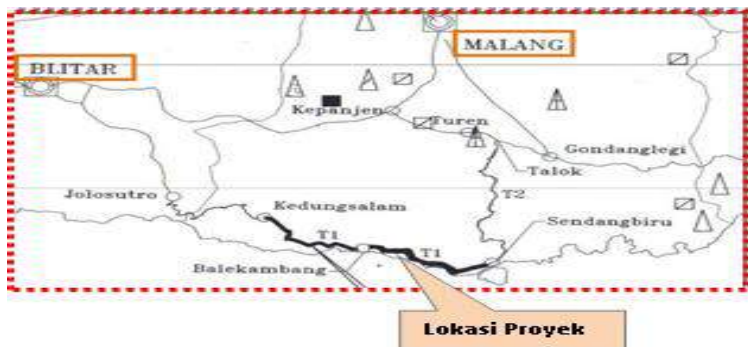 MALANG
BLITAR
Kepanjen
Turen
Gondanglegi
Talok
Jolosutro
Kedungsalam
T2
Sendangbiru
T1
T1
Balekambang
Lokasi Proyek